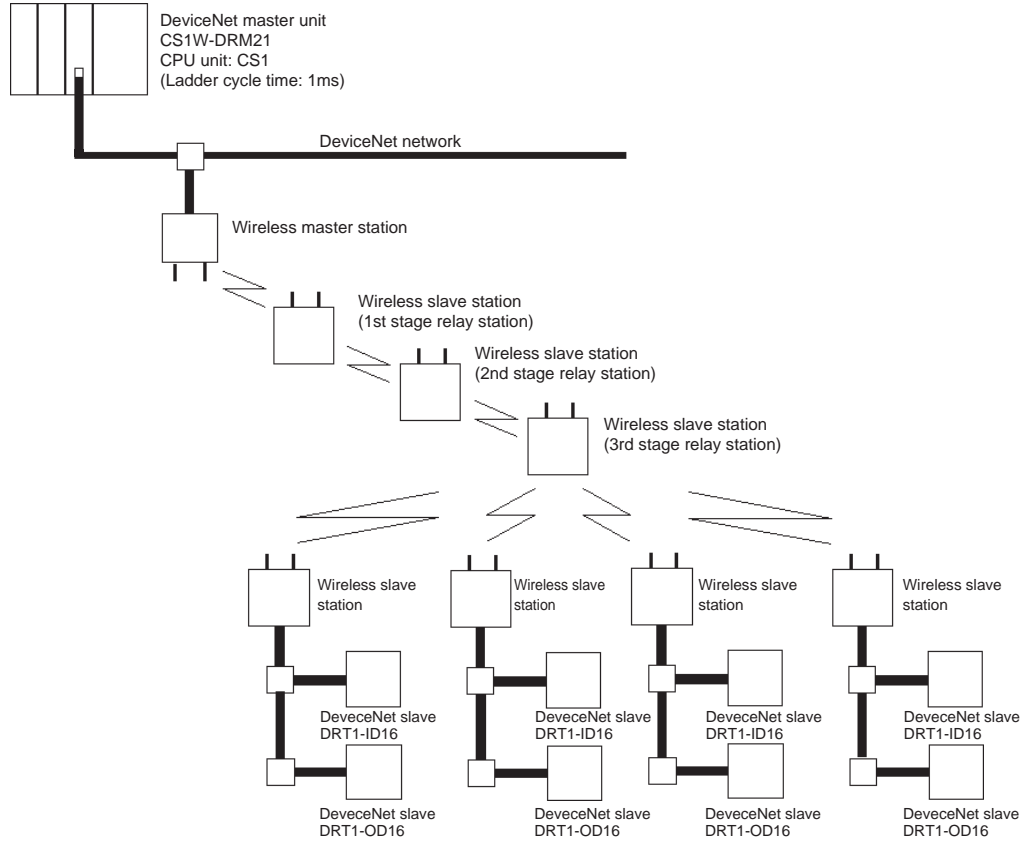 DeviceNet master unit
CS1W-DRM21
CPU unit: CS1
(Ladder cycle time: 1ms)
DeviceNet network
Wireless master station
Wireless slave station
(1st stage relay station)
Wireless slave station
(2nd stage relay station)
Wireless slave station
(3rd stage relay station)
Wireless slave
station
Wireless slave
station
Wireless slave
station
Wireless slave
station
DeveceNet slave
DRT1-ID16
DeveceNet slave
DRT1-ID16
DeveceNet slave
DRT1-ID16
DeveceNet slave
DRT1-ID16
DeveceNet slave
DRT1-OD16
DeveceNet slave
DRT1-OD16
DeveceNet slave
DRT1-OD16
DeveceNet slave
DRT1-OD16